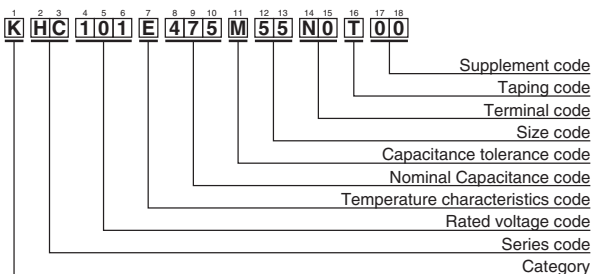 1 2 3 4 5 6 7 8 9 10 11 12 13 14 15 16 17 18
K HC 101 E 475 M 55 N0 T 00
Supplement code
Taping code
Terminal code
Size code
Capacitance tolerance code
Nominal Capacitance code
Temperature characteristics code
Rated voltage code
Series code
Category